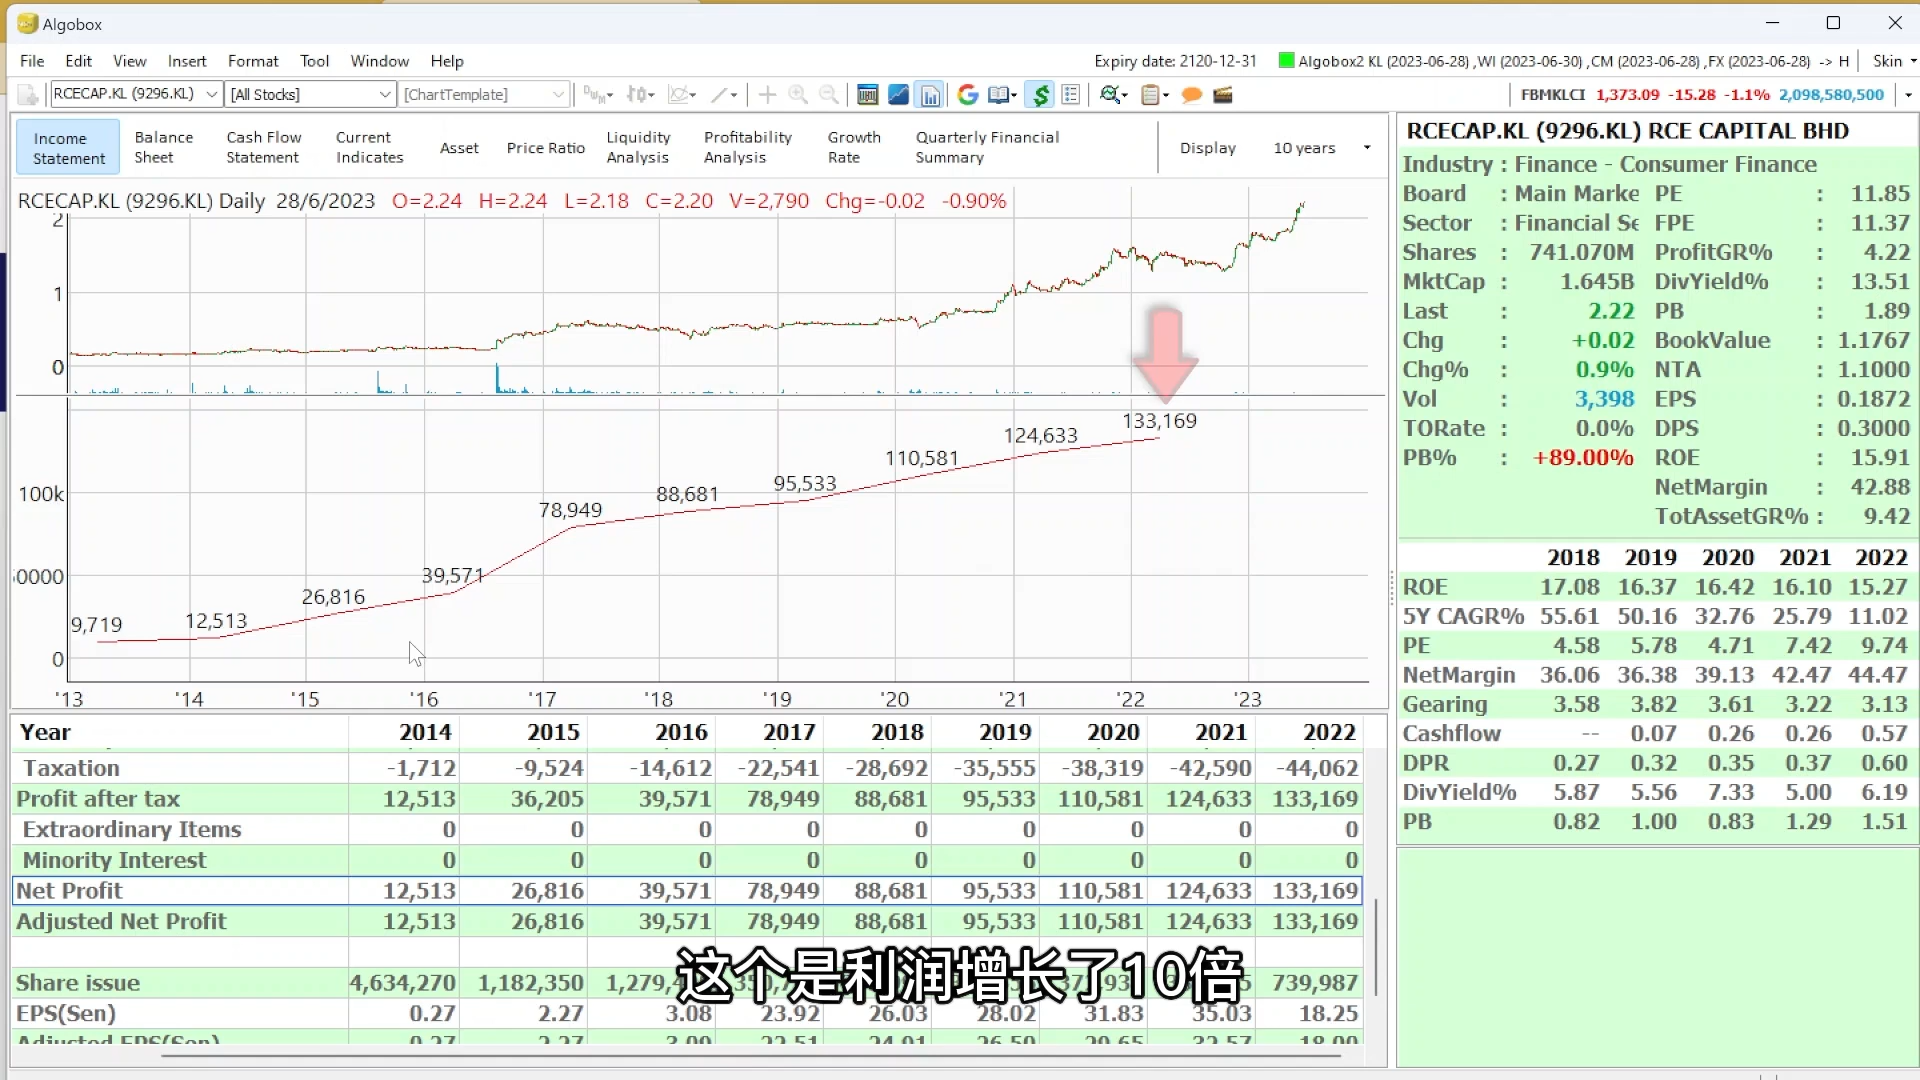 Algobox
File Edit View Insert Format Tool Window Help
Expiry date: 2120-12-31 Algobox2 KL (2023-06-28) ,WI (2023-06-30) ,CM (2023-06-28) ,FX (2023-06-28) -> H Skin
RCECAP.KL (9296.KL) [All Stocks] [ChartTemplate]
FBMKLCI 1,373.09 -15.28 -1.1% 2,098,580,500
Income Statement
Balance Sheet
Cash Flow Statement
Current Indicates
Asset
Price Ratio
Liquidity Analysis
Profitability Analysis
Growth Rate
Quarterly Financial Summary
Display 10 years
RCECAP.KL (9296.KL) Daily 28/6/2023 O=2.24 H=2.24 L=2.18 C=2.20 V=2,790 Chg=-0.02 -0.90%
2
1
0
133,169
124,633
110,581
95,533
88,681
78,949
39,571
26,816
12,513
9,719
100k
0000
0
'13 '14 '15 '16 '17 '18 '19 '20 '21 '22 '23
Year 2014 2015 2016 2017 2018 2019 2020 2021 2022
Taxation -1,712 -9,524 -14,612 -22,541 -28,692 -35,555 -38,319 -42,590 -44,062
Profit after tax 12,513 36,205 39,571 78,949 88,681 95,533 110,581 124,633 133,169
Extraordinary Items 0 0 0 0 0 0 0 0 0
Minority Interest 0 0 0 0 0 0 0 0 0
Net Profit 12,513 26,816 39,571 78,949 88,681 95,533 110,581 124,633 133,169
Adjusted Net Profit 12,513 26,816 39,571 78,949 88,681 95,533 110,581 124,633 133,169
Share issue 4,634,270 1,182,350 739,987
EPS(Sen) 0.27 2.27 3.08 23.92 26.03 28.02 31.83 35.03 18.25
这个是利润增长了10倍
RCECAP.KL (9296.KL) RCE CAPITAL BHD
Industry : Finance - Consumer Finance
Board : Main Marke PE : 11.85
Sector : Financial Se FPE : 11.37
Shares : 741.070M ProfitGR% : 4.22
MktCap : 1.645B DivYield% : 13.51
Last : 2.22 PB : 1.89
Chg : +0.02 BookValue : 1.1767
Chg% : 0.9% NTA : 1.1000
Vol : 3,398 EPS : 0.1872
TORate : 0.0% DPS : 0.3000
PB% : +89.00% ROE : 15.91
NetMargin : 42.88
TotAssetGR% : 9.42
2018 2019 2020 2021 2022
ROE 17.08 16.37 16.42 16.10 15.27
5Y CAGR% 55.61 50.16 32.76 25.79 11.02
PE 4.58 5.78 4.71 7.42 9.74
NetMargin 36.06 36.38 39.13 42.47 44.47
Gearing 3.58 3.82 3.61 3.22 3.13
Cashflow -- 0.07 0.26 0.26 0.57
DPR 0.27 0.32 0.35 0.37 0.60
DivYield% 5.87 5.56 7.33 5.00 6.19
PB 0.82 1.00 0.83 1.29 1.51